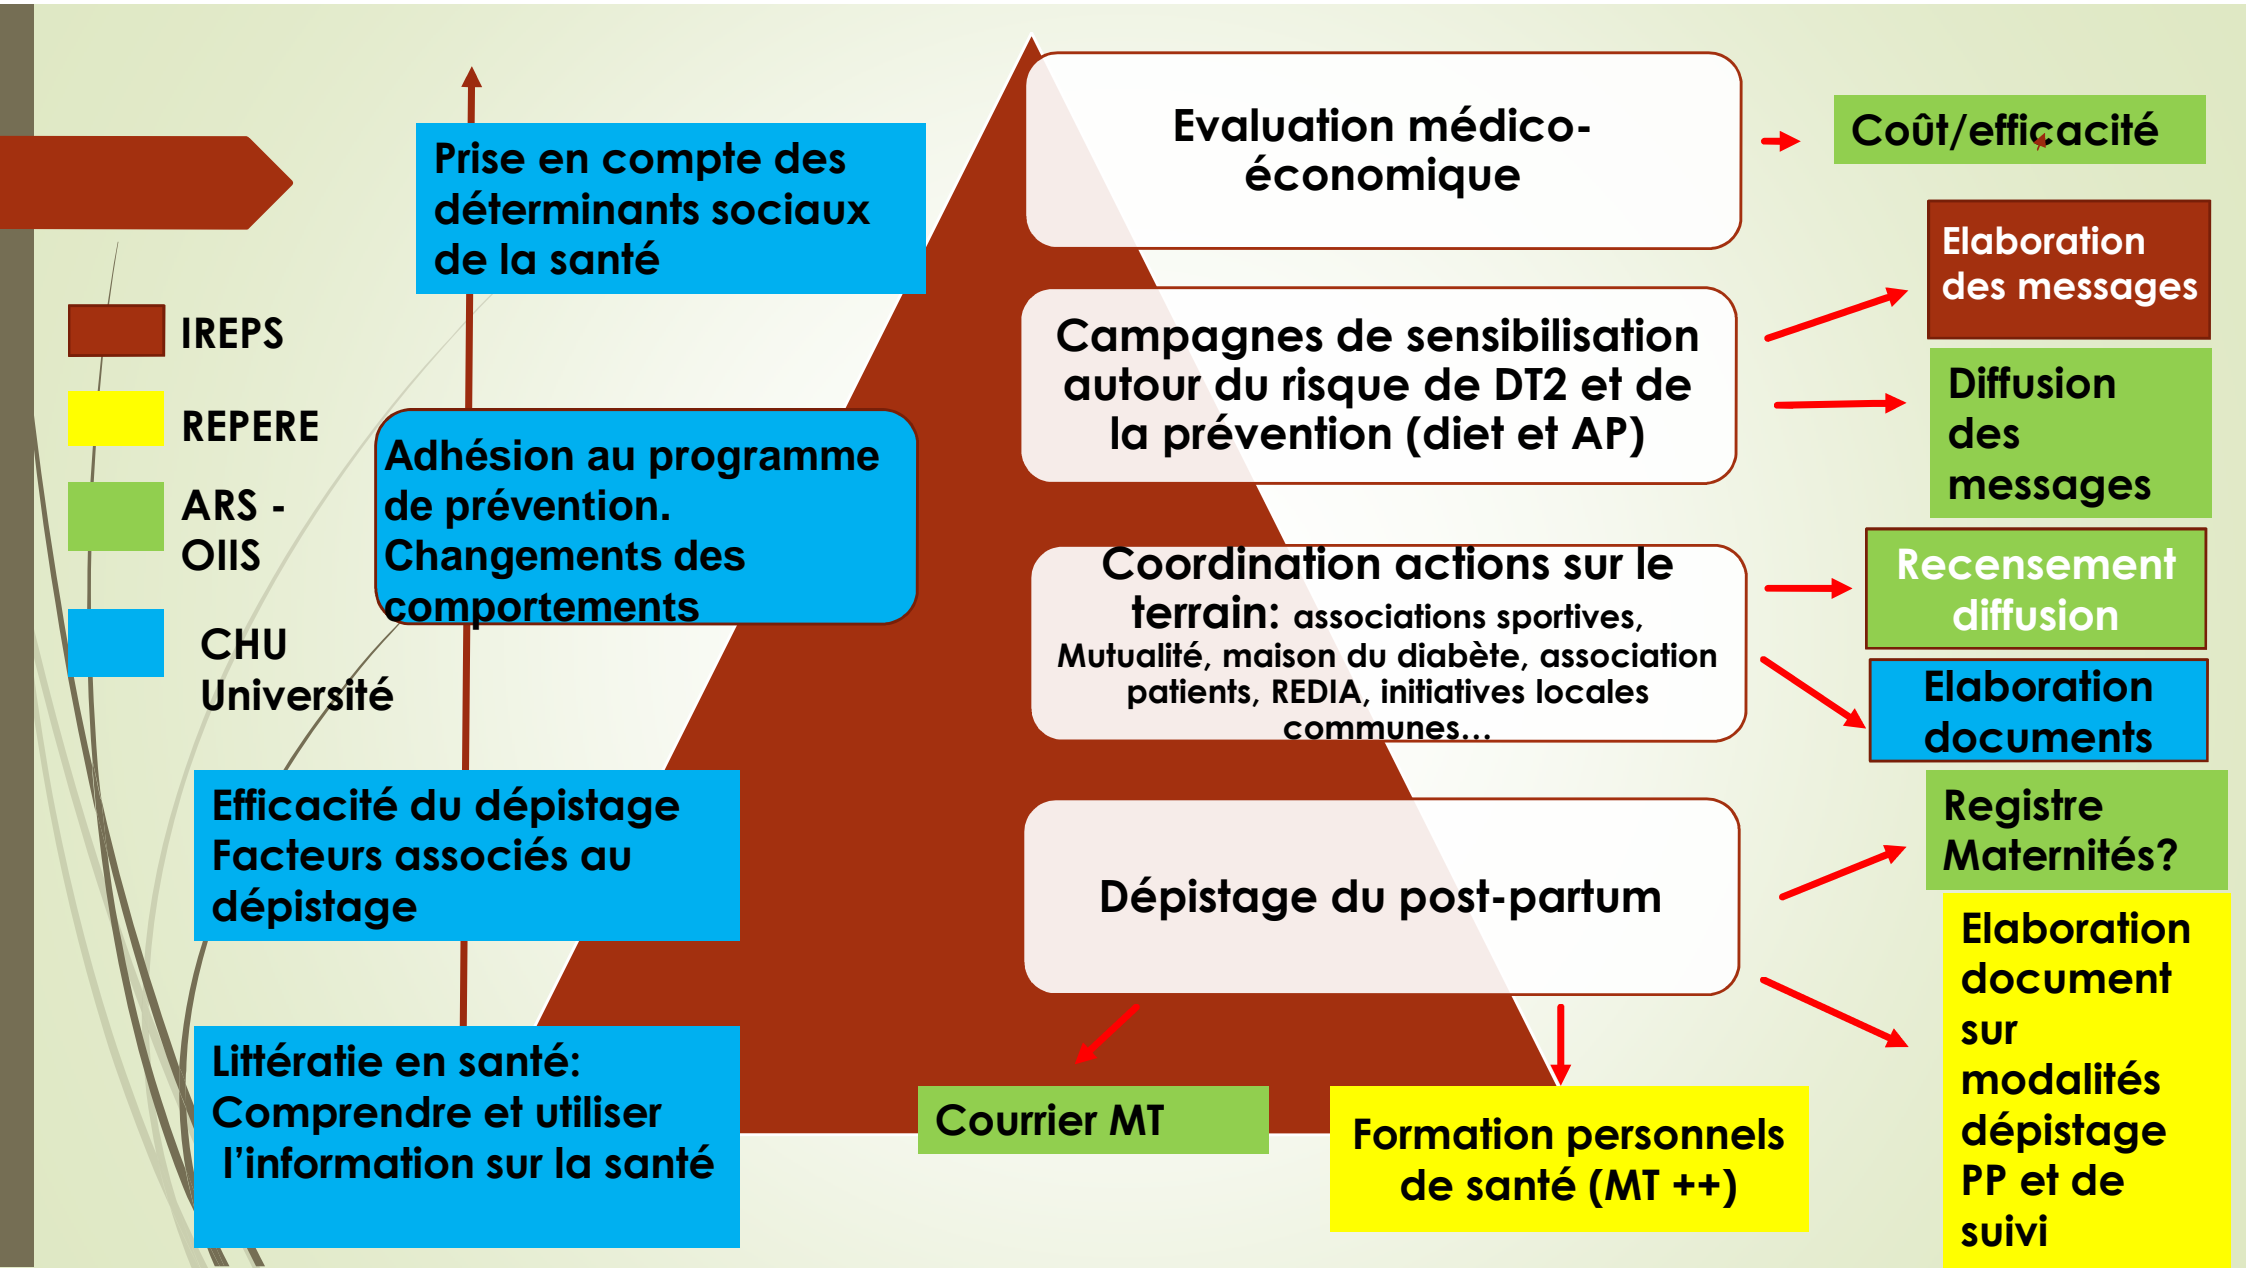 IREPS
REPERE
ARS -
OIIS
CHU
Université
Prise en compte des
déterminants sociaux
de la santé
Adhésion au programme
de prévention.
Changements des
comportements
Efficacité du dépistage
Facteurs associés au
dépistage
Littératie en santé:
Comprendre et utiliser
l’information sur la santé
Evaluation médico-
économique
Campagnes de sensibilisation
autour du risque de DT2 et de
la prévention (diet et AP)
Coordination actions sur le
terrain: associations sportives,
Mutualité, maison du diabète, association
patients, REDIA, initiatives locales
communes…
Dépistage du post-partum
Courrier MT
Formation personnels
de santé (MT ++)
Coût/efficacité
Elaboration
des messages
Diffusion
des
messages
Recensement
diffusion
Elaboration
documents
Registre
Maternités?
Elaboration
document
sur
modalités
dépistage
PP et de
suivi